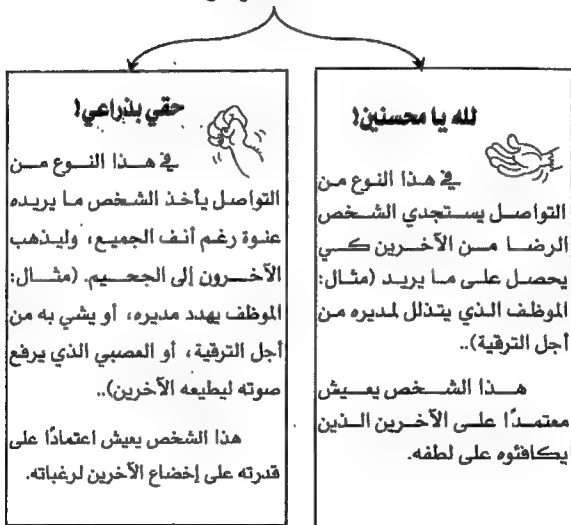 لله يا محسنين!
في هذا النوع من
التواصل يستجدي الشخص
الرضا من الآخرين كي
يحصل على ما يريد (مثال:
الموظف الذي يتذلل لمديره من
أجل الترقية)..
هذا الشخص يعيش
معتمدًا على الآخرين الذين
يكافئوه على لطفه.
حقي بذراعي!
في هذا النوع من
التواصل يأخذ الشخص ما يريده
عنوة رغم أنف الجميع، وليذهب
الآخرون إلى الجحيم. (مثال:
الموظف يهدد مديره، أو يشي به من
أجل الترقية، أو العصبي الذي يرفع
صوته ليطيعه الآخرين)..
هذا الشخص يعيش اعتمادًا على
قدرته على إخضاع الآخرين لرغباته.